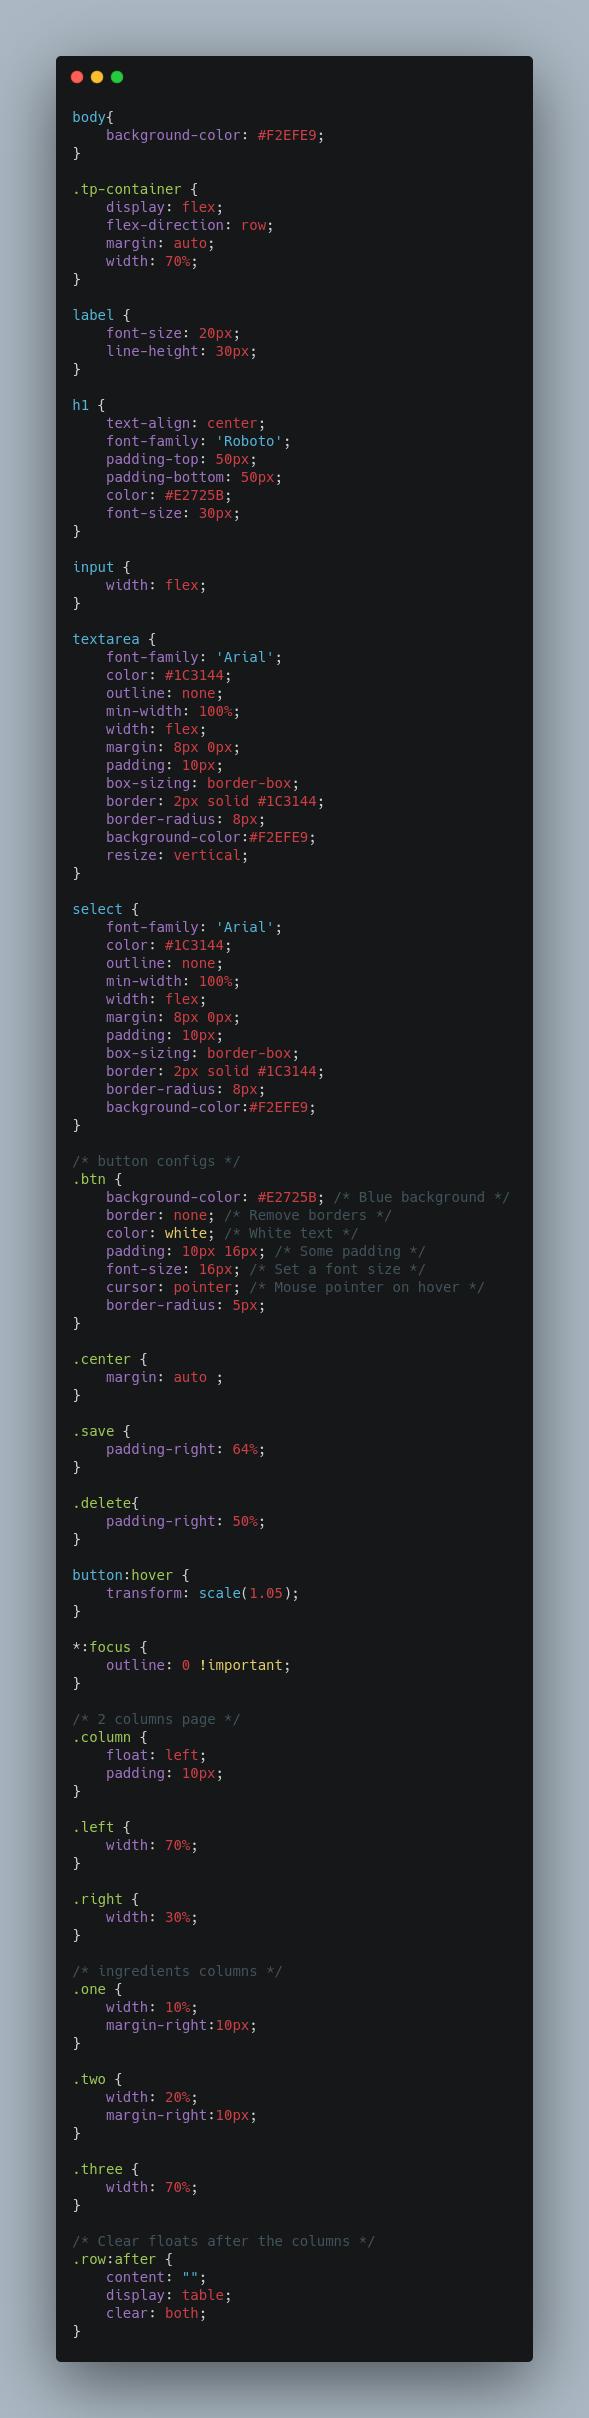 body{
    background-color: #F2EFE9;
}

.tp-container {
    display: flex;
    flex-direction: row;
    margin: auto;
    width: 70%;
}

label {
    font-size: 20px;
    line-height: 30px;
}

h1 {
    text-align: center;
    font-family: 'Roboto';
    padding-top: 50px;
    padding-bottom: 50px;
    color: #E2725B;
    font-size: 30px;
}

input {
    width: flex;
}

textarea {
    font-family: 'Arial';
    color: #1C3144;
    outline: none;
    min-width: 100%;
    width: flex;
    margin: 8px 0px;
    padding: 10px;
    box-sizing: border-box;
    border: 2px solid #1C3144;
    border-radius: 8px;
    background-color:#F2EFE9;
    resize: vertical;
}

select {
    font-family: 'Arial';
    color: #1C3144;
    outline: none;
    min-width: 100%;
    width: flex;
    margin: 8px 0px;
    padding: 10px;
    box-sizing: border-box;
    border: 2px solid #1C3144;
    border-radius: 8px;
    background-color:#F2EFE9;
}

/* button configs */
.btn {
    background-color: #E2725B; /* Blue background */
    border: none; /* Remove borders */
    color: white; /* White text */
    padding: 10px 16px; /* Some padding */
    font-size: 16px; /* Set a font size */
    cursor: pointer; /* Mouse pointer on hover */
    border-radius: 5px;
}

.center {
    margin: auto ;
}

.save {
    padding-right: 64%;
}

.delete{
    padding-right: 50%;
}

button:hover {
    transform: scale(1.05);
}

*:focus {
    outline: 0 !important;
}

/* 2 columns page */
.column {
    float: left;
    padding: 10px;
}

.left {
    width: 70%;
}

.right {
    width: 30%;
}

/* ingredients columns */
.one {
    width: 10%;
    margin-right:10px;
}

.two {
    width: 20%;
    margin-right:10px;
}

.three {
    width: 70%;
}

/* Clear floats after the columns */
.row:after {
    content: "";
    display: table;
    clear: both;
}